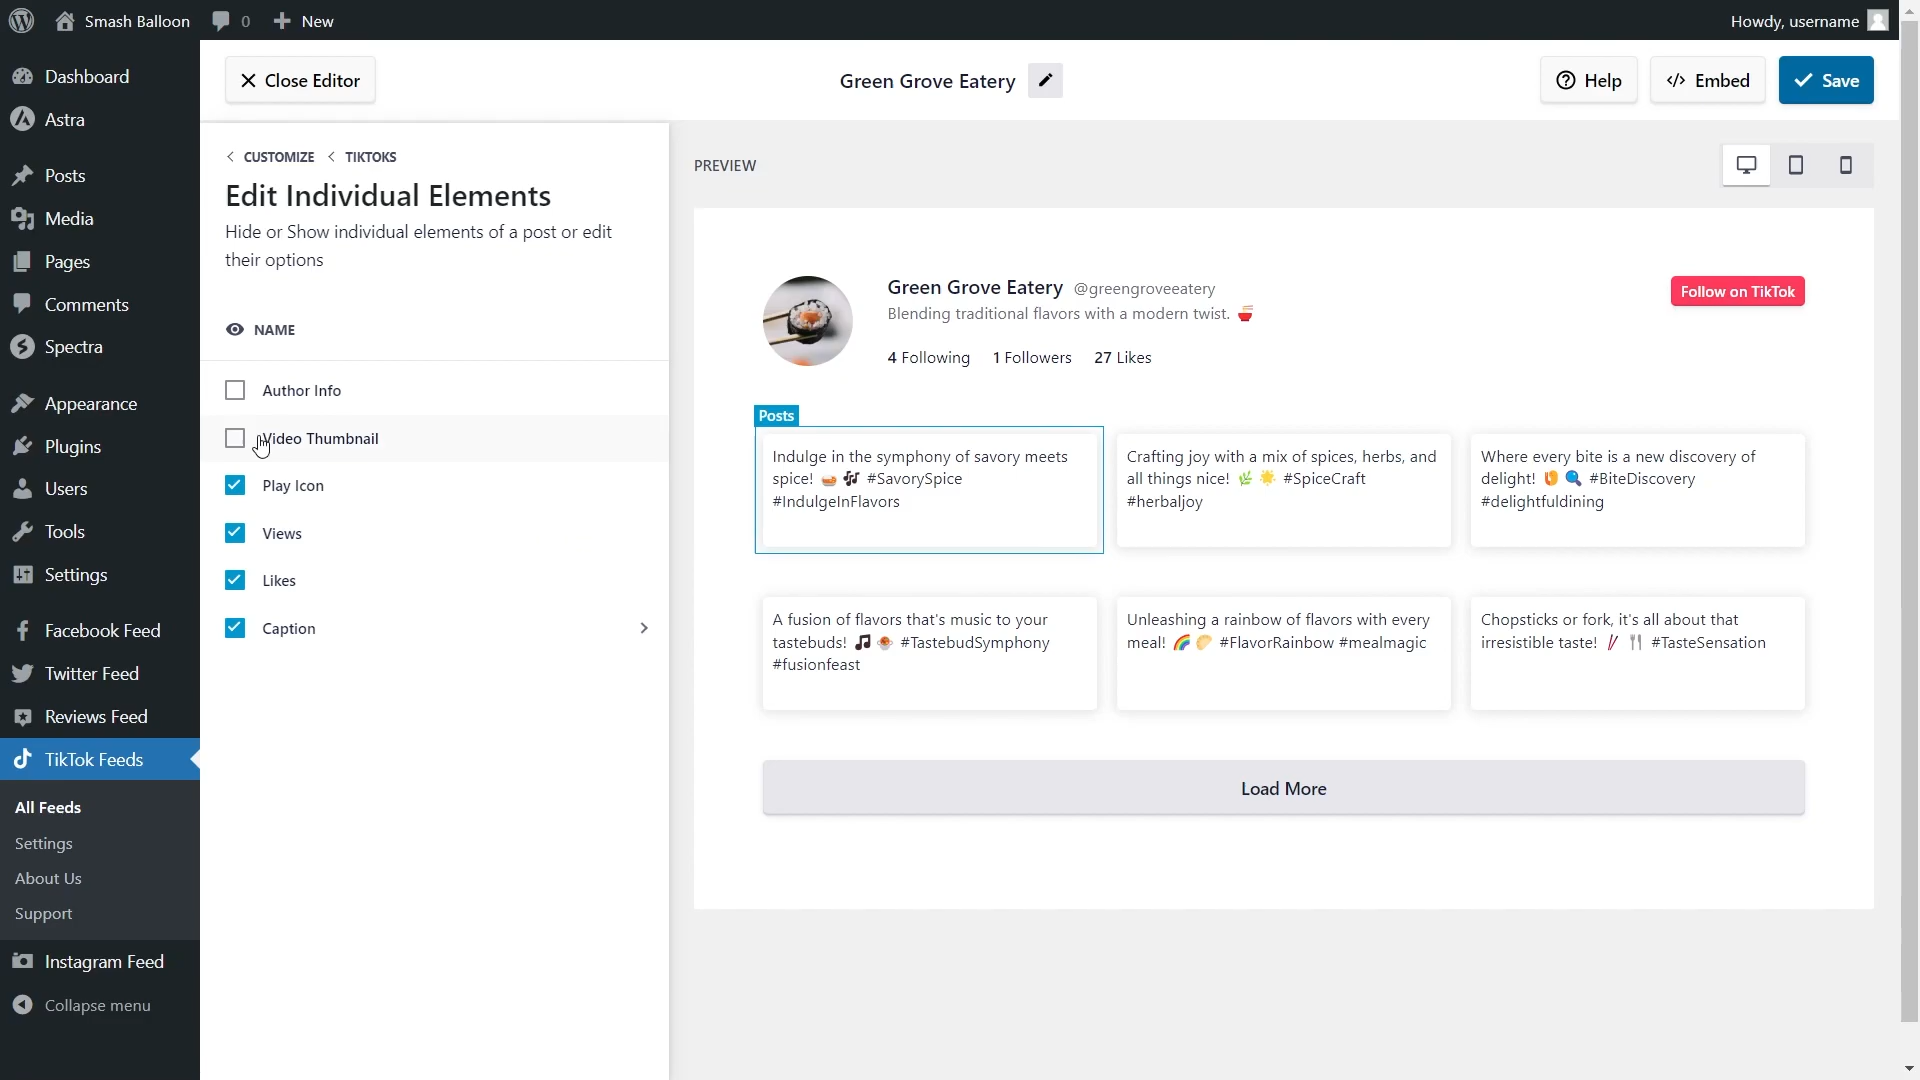 Smash Balloon 0 New Howdy, username
Dashboard
Astra
Posts
Media
Pages
Comments
Spectra
Appearance
Plugins
Users
Tools
Settings
Facebook Feed
Twitter Feed
Reviews Feed
TikTok Feeds
All Feeds
Settings
About Us
Support
Instagram Feed
Collapse menu
Close Editor
Green Grove Eatery
Help
Embed
Save
CUSTOMIZE TIKTOKS
Edit Individual Elements
Hide or Show individual elements of a post or edit
their options
NAME
Author Info
Video Thumbnail
Play Icon
Views
Likes
Caption
PREVIEW
Green Grove Eatery @greengroveeatery
Blending traditional flavors with a modern twist. 🍜
4 Following 1 Followers 27 Likes
Follow on TikTok
Posts
Indulge in the symphony of savory meets
spice! 🍛 🎶 #SavorySpice
#IndulgeInFlavors
Crafting joy with a mix of spices, herbs, and
all things nice! 🌿 🌟 #SpiceCraft
#herbaljoy
Where every bite is a new discovery of
delight! 🍤 🔍 #BiteDiscovery
#delightfuldining
A fusion of flavors that's music to your
tastebuds! 🎵 🍲 #TastebudSymphony
#fusionfeast
Unleashing a rainbow of flavors with every
meal! 🌈 🥟 #FlavorRainbow #mealmagic
Chopsticks or fork, it's all about that
irresistible taste! 🥢 🍴 #TasteSensation
Load More